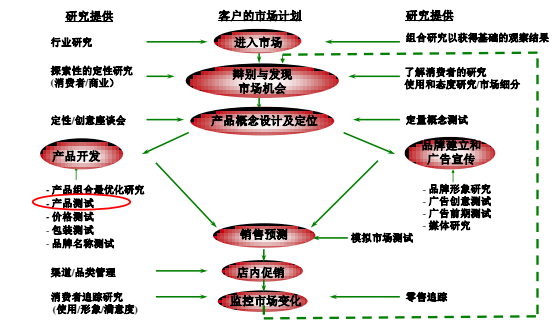 研究提供
客户的市场计划
研究提供
行业研究
进入市场
组合研究以获得基础的观察结果
探索性的定性研究
(消费者/商业)
辩别与发现
市场机会
了解消费者的研究
使用和态度研究/市场细分
定性/创意座谈会
产品概念设计及定位
定量概念测试
产品开发
品牌建立和
广告宣传
- 产品组合最优化研究
- 产品测试
- 价格测试
- 包装测试
- 品牌名称测试
- 品牌形象研究
- 广告创意测试
- 广告前期测试
- 媒体研究
销售预测
模拟市场测试
渠道/品类管理
店内促销
消费者追踪研究
(使用/形象/满意度)
监控市场变化
零售追踪